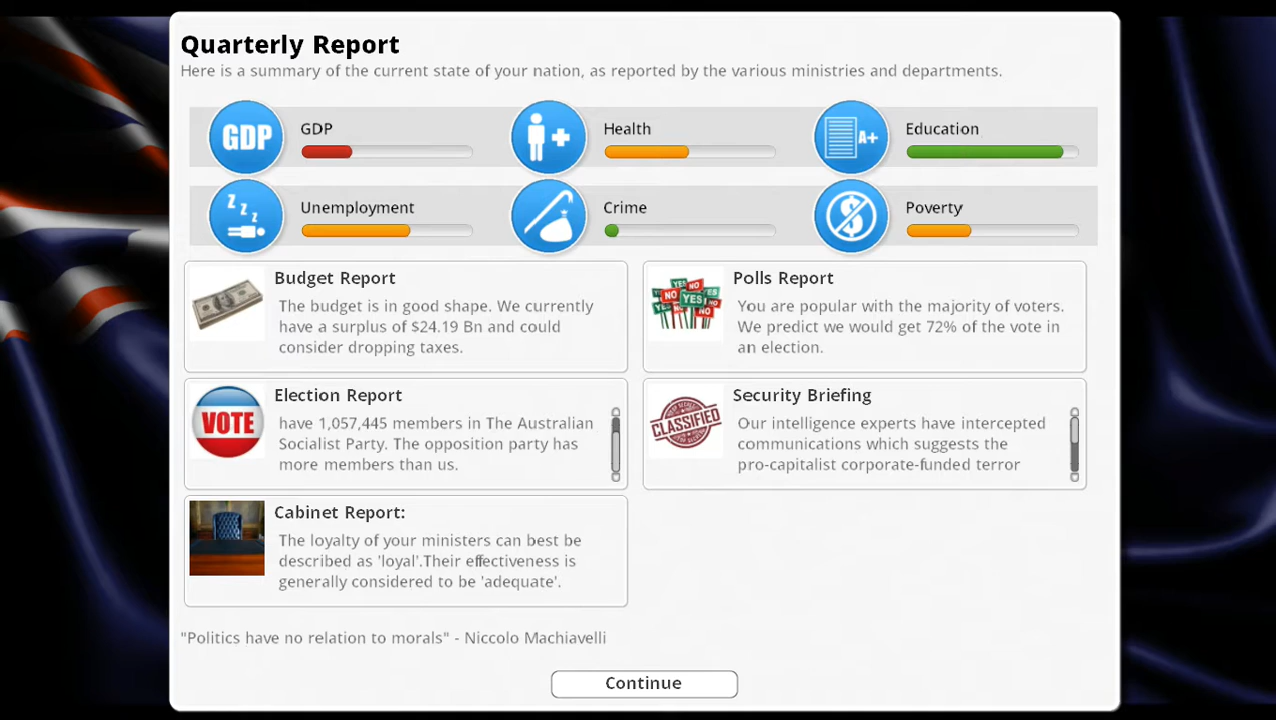 Quarterly Report
Here is a summary of the current state of your nation, as reported by the various ministries and departments.
GDP
GDP
Health
A+
Education
Z
Z
Z
Unemployment
Crime
$
Poverty
Budget Report
The budget is in good shape. We currently
have a surplus of $24.19 Bn and could
consider dropping taxes.
Polls Report
You are popular with the majority of voters.
We predict we would get 72% of the vote in
an election.
YES
NO
YES
NO
YES
NO
Election Report
VOTE
have 1,057,445 members in The Australian
Socialist Party. The opposition party has
more members than us.
Security Briefing
CLASSIFIED
Our intelligence experts have intercepted
communications which suggests the
pro-capitalist corporate-funded terror
Cabinet Report:
The loyalty of your ministers can best be
described as 'loyal'.Their effectiveness is
generally considered to be 'adequate'.
"Politics have no relation to morals" - Niccolo Machiavelli
Continue